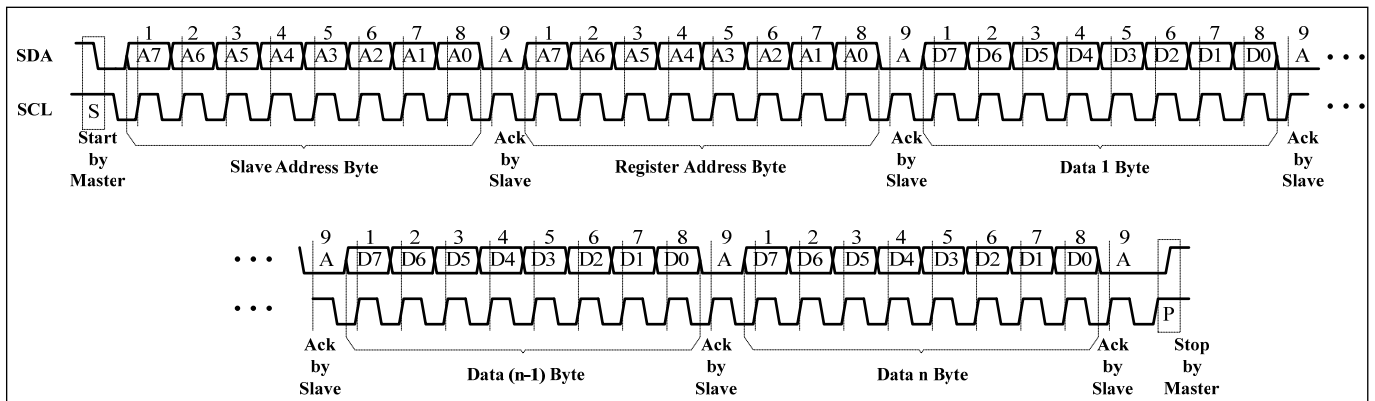 1 2 3 4 5 6 7 8 9 1 2 3 4 5 6 7 8 9 1 2 3 4 5 6 7 8 9
SDA A7 A6 A5 A4 A3 A2 A1 A0 A A7 A6 A5 A4 A3 A2 A1 A0 A D7 D6 D5 D4 D3 D2 D1 D0 A • • •
SCL S • • •
Start by Master
Slave Address Byte
Ack by Slave
Register Address Byte
Ack by Slave
Data 1 Byte
Ack by Slave
9 1 2 3 4 5 6 7 8 9 1 2 3 4 5 6 7 8 9
• • • A D7 D6 D5 D4 D3 D2 D1 D0 A D7 D6 D5 D4 D3 D2 D1 D0 A
• • • P
Ack by Slave
Data (n-1) Byte
Ack by Slave
Data n Byte
Ack by Slave
Stop by Master